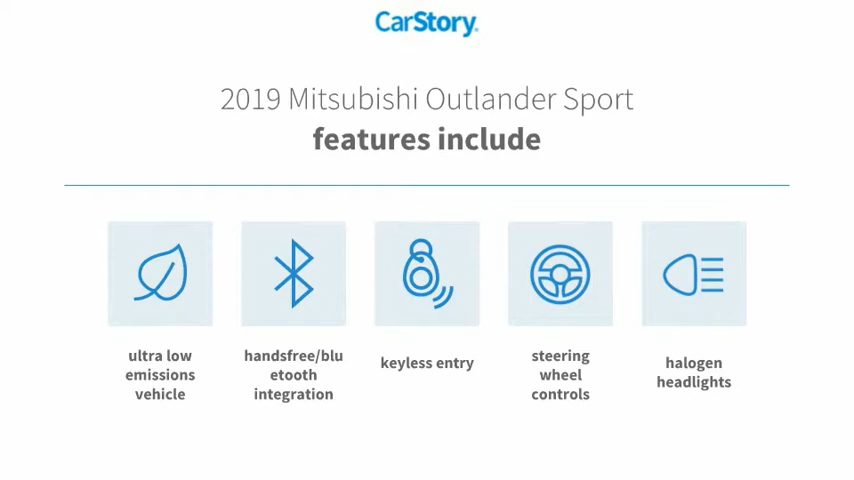 CarStory
2019 Mitsubishi Outlander Sport
features include
ultra low
emissions
vehicle
handsfree/blu
etooth
integration
keyless entry
steering
wheel
controls
halogen
headlights